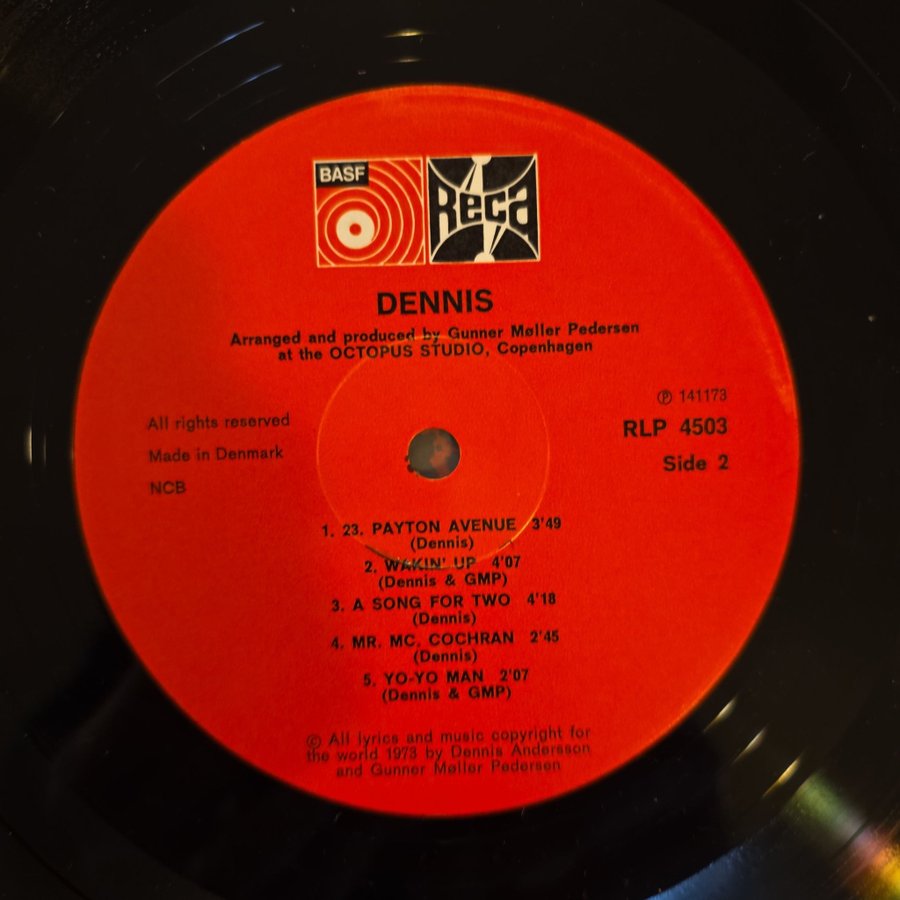 BASF
Reca
DENNIS
Arranged and produced by Gunner Møller Pedersen
at the OCTOPUS STUDIO, Copenhagen
All rights reserved
Made in Denmark
NCB
Ⓟ 141173
RLP 4503
Side 2
1. 23. PAYTON AVENUE 3'49
(Dennis)
2. WAKIN' UP 4'07
(Dennis & GMP)
3. A SONG FOR TWO 4'18
(Dennis)
4. MR. MC. COCHRAN 2'45
(Dennis)
5. YO-YO MAN 2'07
(Dennis & GMP)
© All lyrics and music copyright for
the world 1973 by Dennis Andersson
and Gunner Møller Pedersen